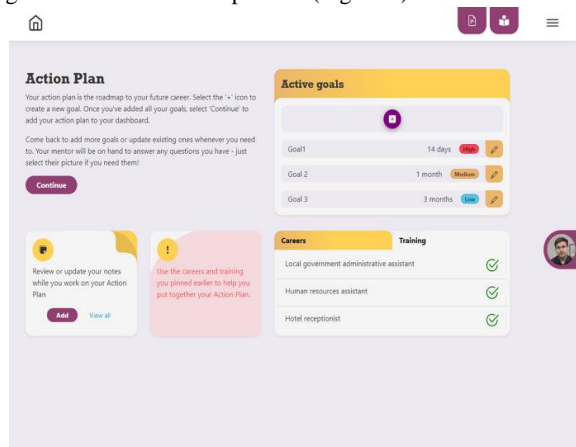 Action Plan
Your action plan is the roadmap to your future career. Select the '+' icon to
create a new goal. Once you've added all your goals, select 'Continue' to
add your action plan to your dashboard.
Come back to add more goals or update existing ones whenever you need
to. Your mentor will be on hand to answer any questions you have - just
select their picture if you need them!
Continue
Active goals
Goal1 14 days High
Goal 2 1 month Medium
Goal 3 3 months Low
Review or update your notes
while you work on your Action
Plan
Add View all
Use the careers and training
you pinned earlier to help you
put together your Action Plan.
Careers Training
Local government administrative assistant
Human resources assistant
Hotel receptionist